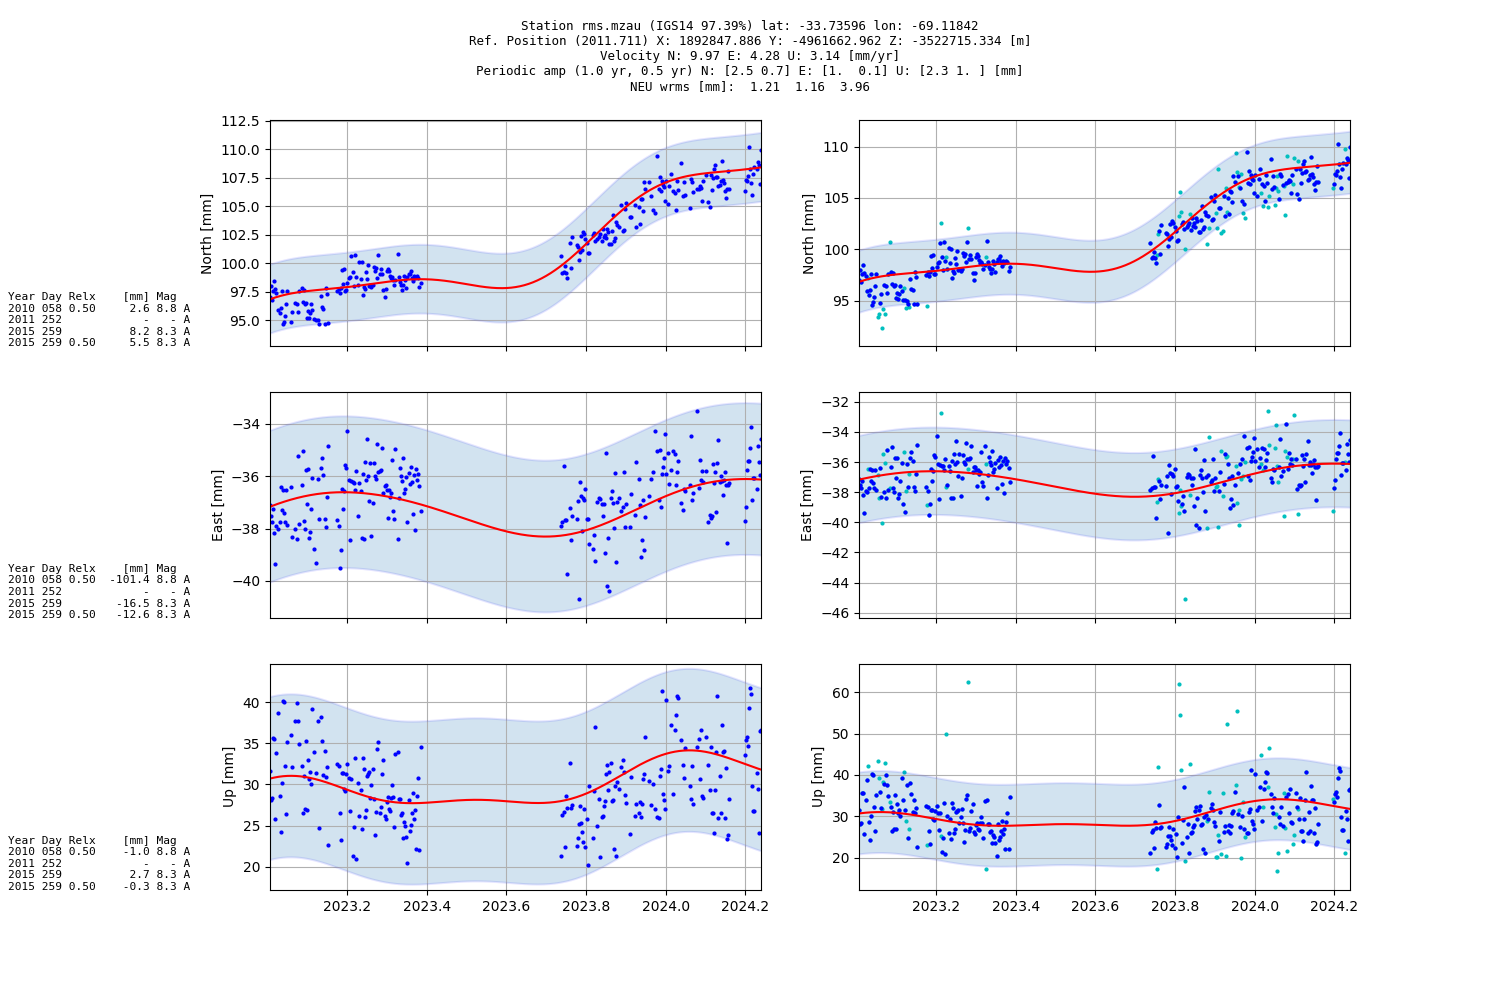 Station rms.mzau (IGS14 97.39%) lat: -33.73596 lon: -69.11842
Ref. Position (2011.711) X: 1892847.886 Y: -4961662.962 Z: -3522715.334 [m]
Velocity N: 9.97 E: 4.28 U: 3.14 [mm/yr]
Periodic amp (1.0 yr, 0.5 yr) N: [2.5 0.7] E: [1.  0.1] U: [2.3 1. ] [mm]
NEU wrms [mm]:  1.21  1.16  3.96
112.5
110.0
107.5
105.0
102.5
100.0
97.5
95.0
North [mm]
110
105
100
95
North [mm]
Year Day Relx    [mm] Mag
2010 058 0.50     2.6 8.8 A
2011 252            -   - A
2015 259          8.2 8.3 A
2015 259 0.50     5.5 8.3 A
−34
−36
−38
−40
East [mm]
−32
−34
−36
−38
−40
−42
−44
−46
East [mm]
Year Day Relx    [mm] Mag
2010 058 0.50  -101.4 8.8 A
2011 252            -   - A
2015 259        -16.5 8.3 A
2015 259 0.50   -12.6 8.3 A
40
35
30
25
20
Up [mm]
60
50
40
30
20
Up [mm]
Year Day Relx    [mm] Mag
2010 058 0.50    -1.0 8.8 A
2011 252            -   - A
2015 259          2.7 8.3 A
2015 259 0.50    -0.3 8.3 A
2023.2 2023.4 2023.6 2023.8 2024.0 2024.2
2023.2 2023.4 2023.6 2023.8 2024.0 2024.2